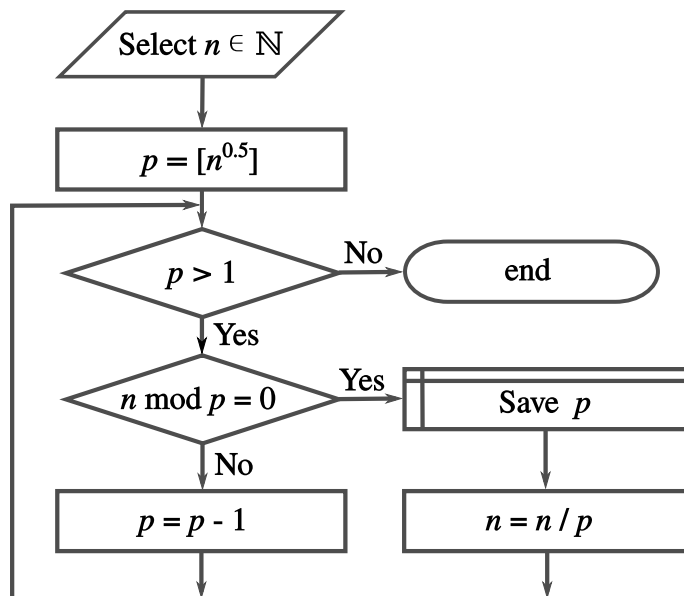 Select n ∈ ℕ
p = [n^0.5]
p > 1
No
end
Yes
n mod p = 0
Yes
Save p
No
p = p - 1
n = n / p